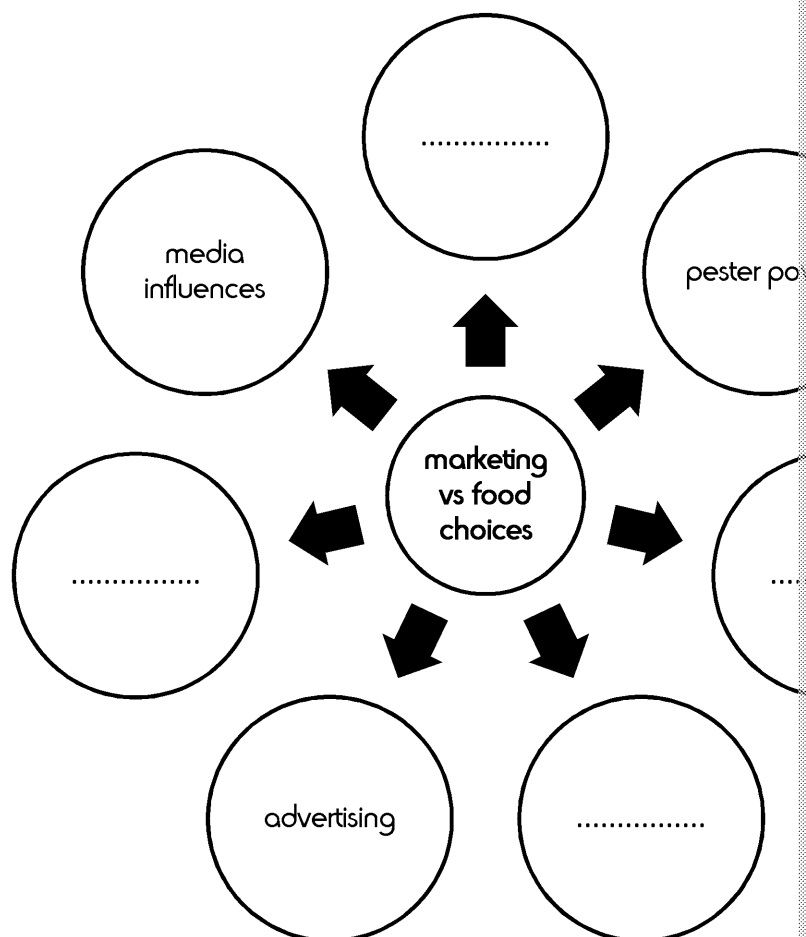 ................
media
influences
pester po
marketing
vs food
choices
................
....
advertising
................